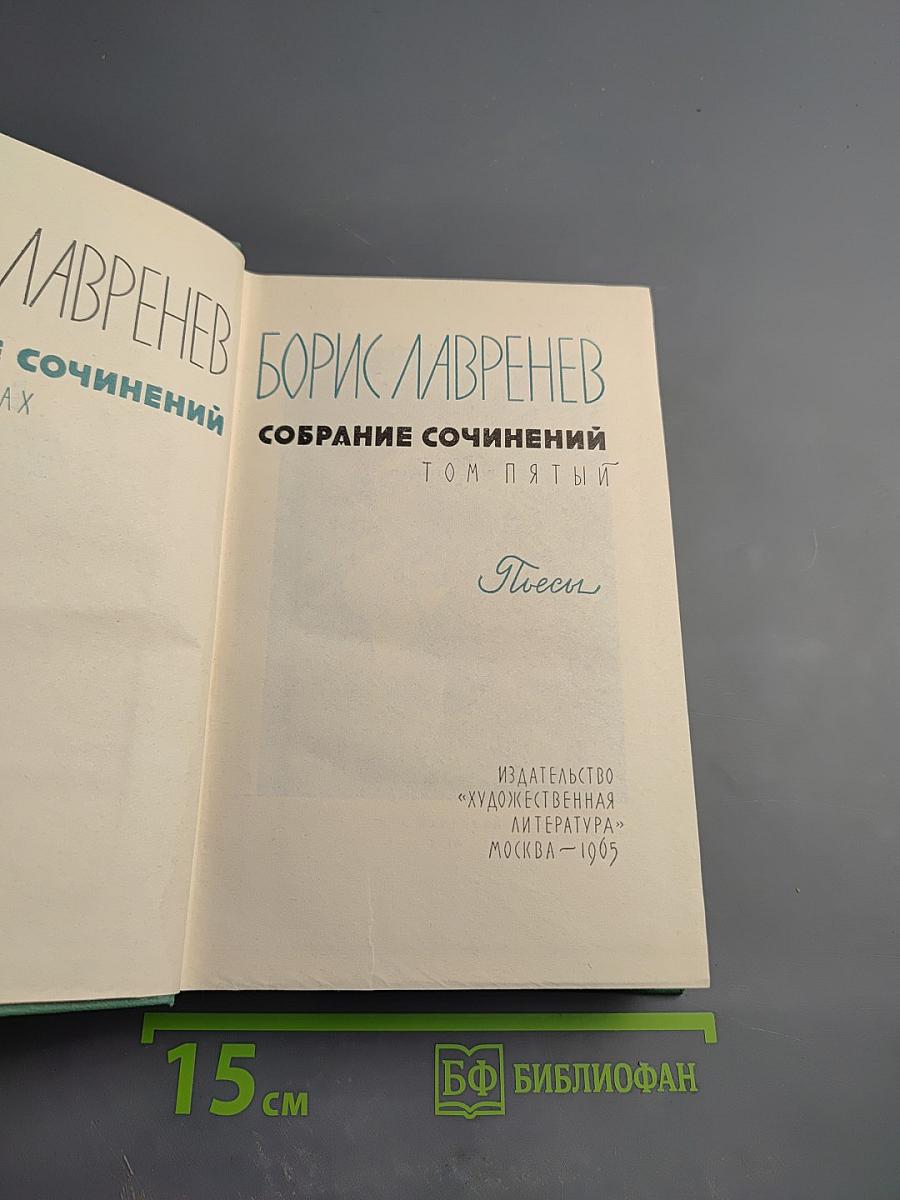 ЛАВРЕНЕВ
СОЧИНЕНИЙ
АХ
БОРИС ЛАВРЕНЕВ
СОБРАНИЕ СОЧИНЕНИЙ
ТОМ ПЯТЫЙ
Пьесы
ИЗДАТЕЛЬСТВО
«ХУДОЖЕСТВЕННАЯ
ЛИТЕРАТУРА»
МОСКВА — 1965
15 СМ
БФ БИБЛИОФАН